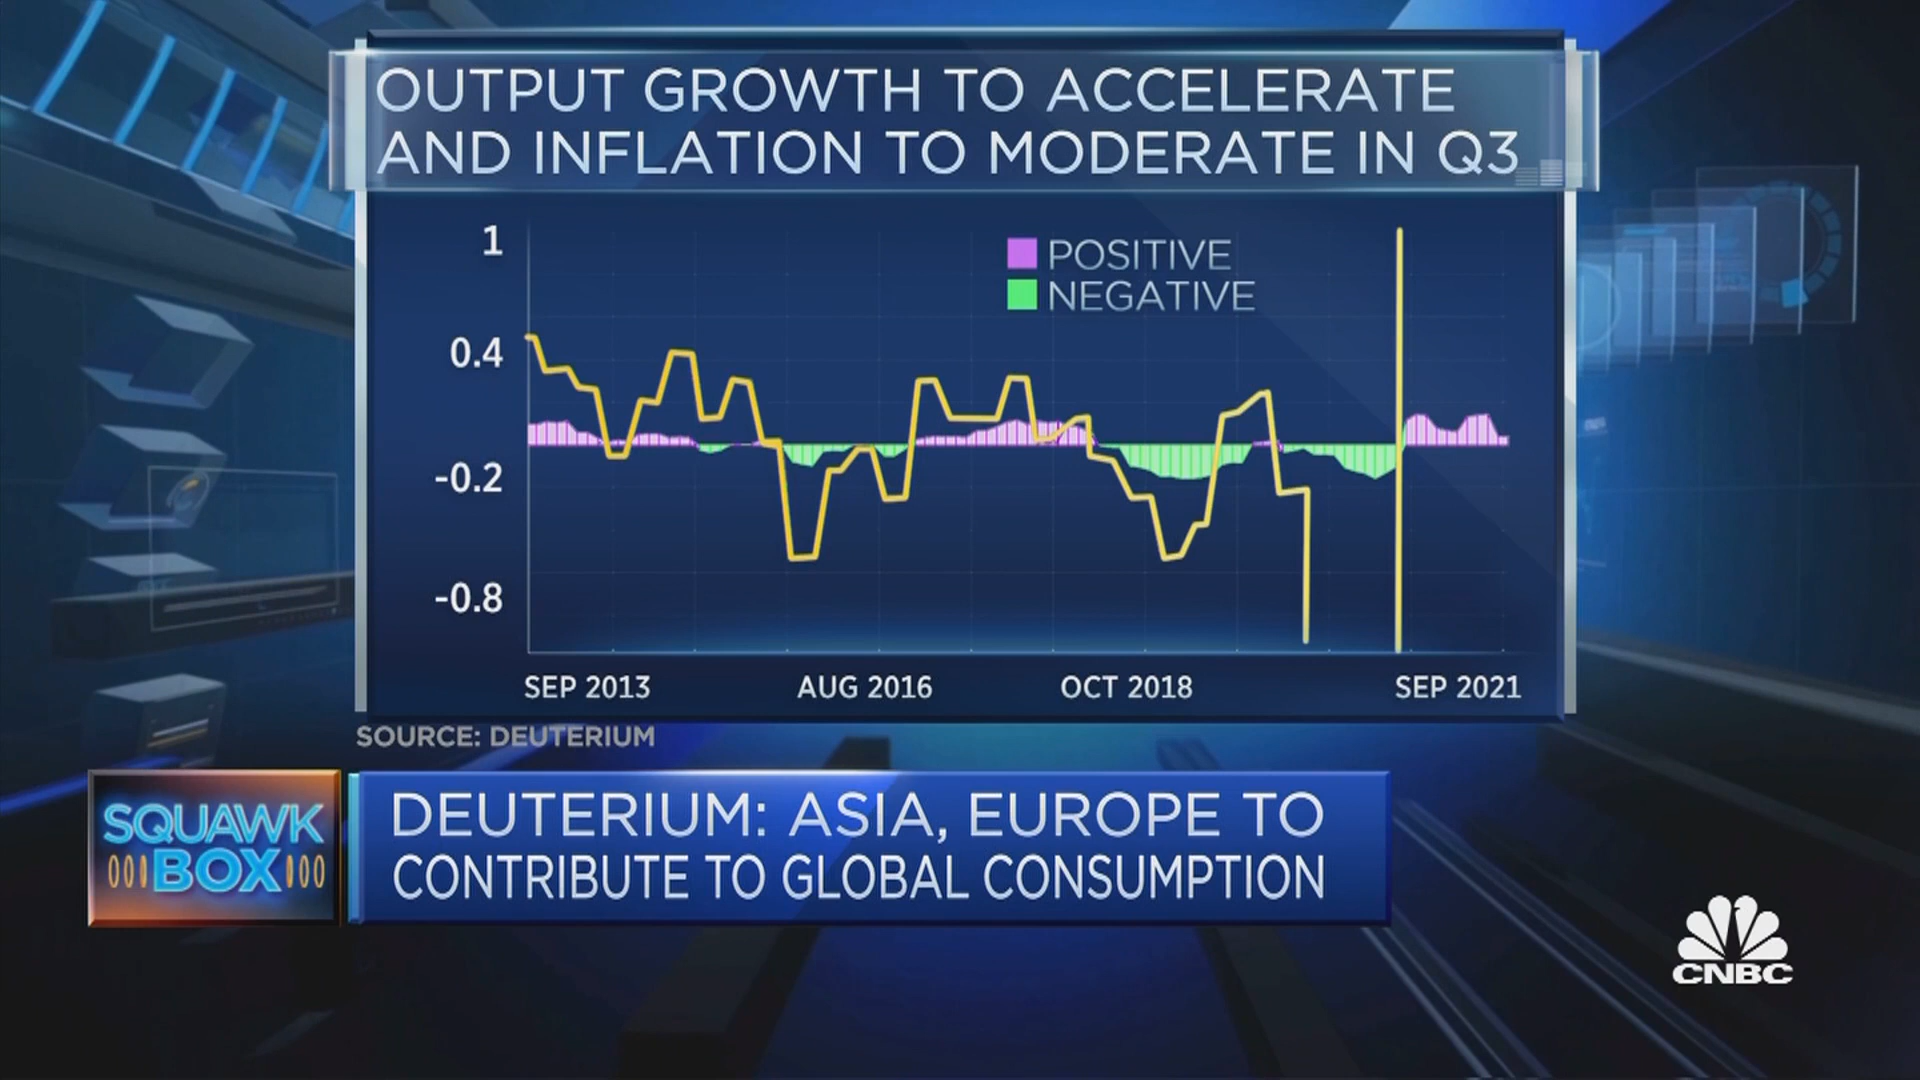 OUTPUT GROWTH TO ACCELERATE
AND INFLATION TO MODERATE IN Q3
1
0.4
-0.2
-0.8
POSITIVE
NEGATIVE
SEP 2013
AUG 2016
OCT 2018
SEP 2021
SOURCE: DEUTERIUM
SQUAWK
BOX
DEUTERIUM: ASIA, EUROPE TO
CONTRIBUTE TO GLOBAL CONSUMPTION
CNBC